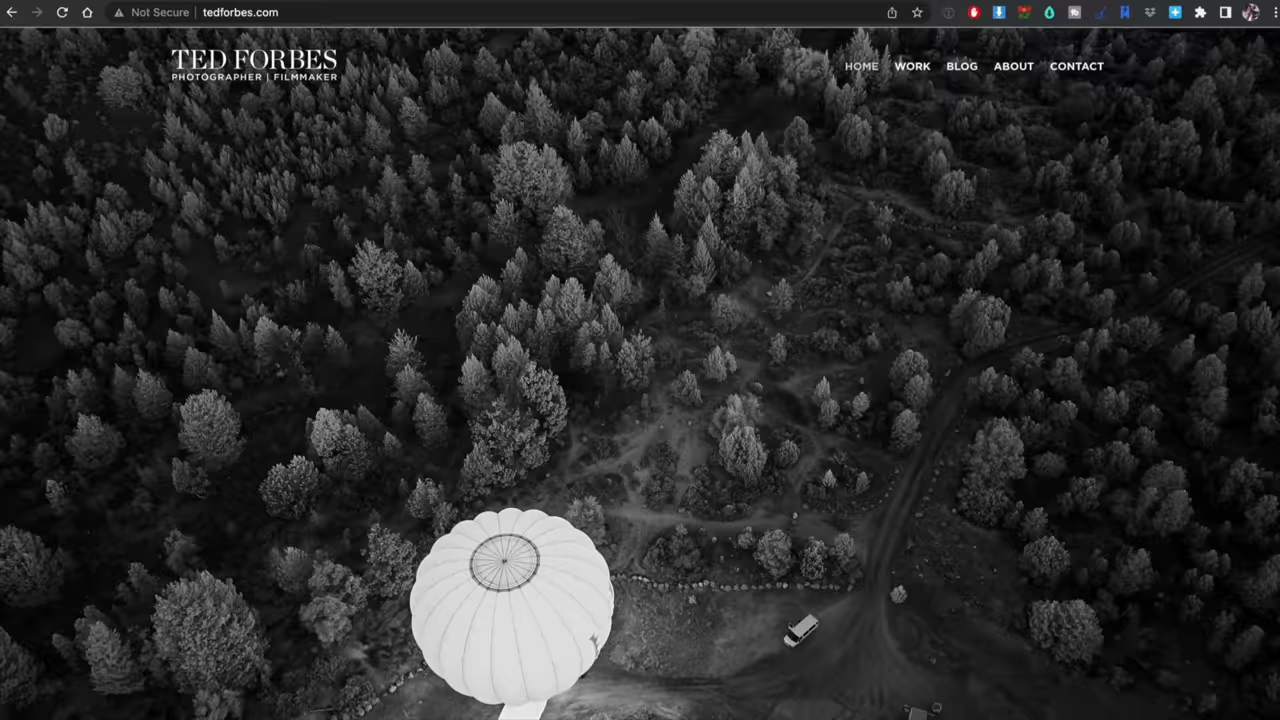 Not Secure | tedforbes.com
TED FORBES
PHOTOGRAPHER | FILMMAKER
HOME WORK BLOG ABOUT CONTACT